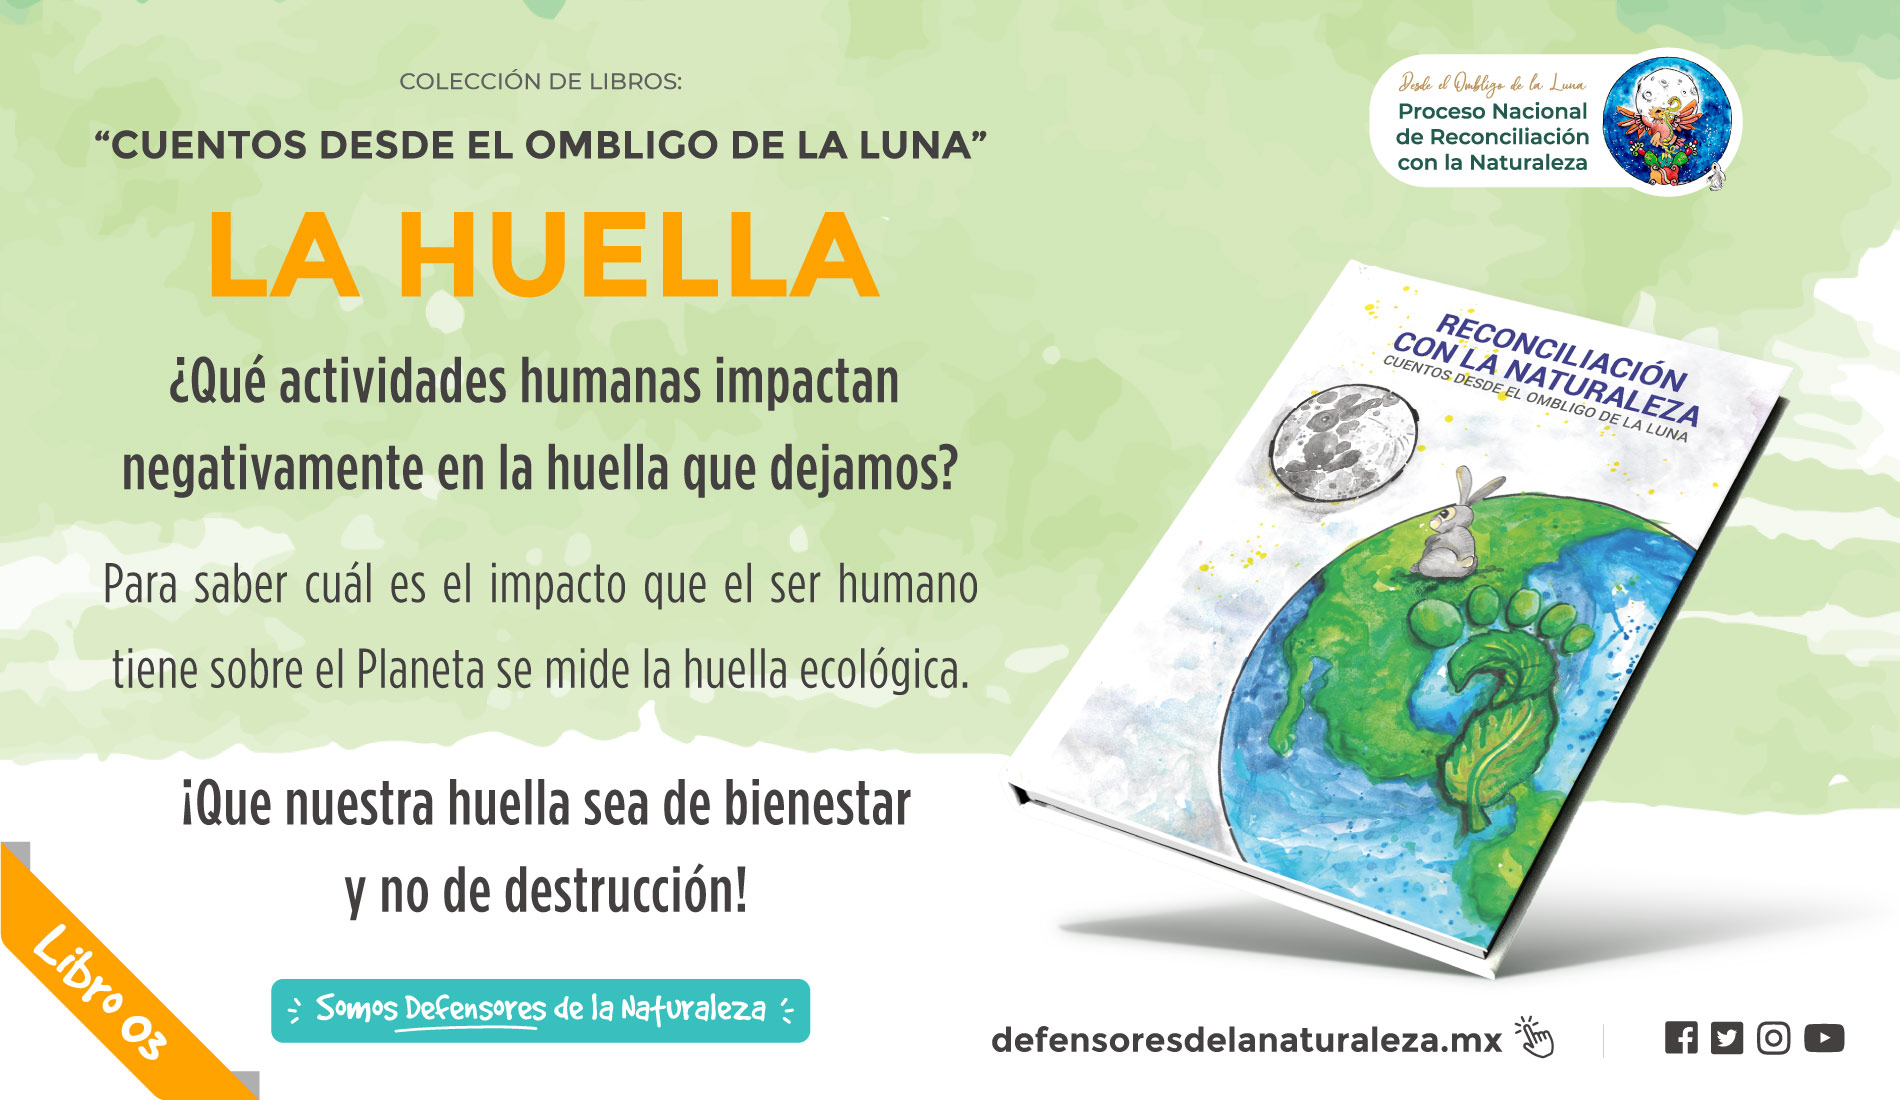 COLECCIÓN DE LIBROS:
“CUENTOS DESDE EL OMBLIGO DE LA LUNA”
LA HUELLA
¿Qué actividades humanas impactan
negativamente en la huella que dejamos?
Para saber cuál es el impacto que el ser humano
tiene sobre el Planeta se mide la huella ecológica.
¡Que nuestra huella sea de bienestar
y no de destrucción!
Somos Defensores de la Naturaleza
Libro 03
Desde el Ombligo de la Luna
Proceso Nacional
de Reconciliación
con la Naturaleza
RECONCILIACIÓN
CON LA NATURALEZA
CUENTOS DESDE EL OMBLIGO DE LA LUNA
defensoresdelanaturaleza.mx